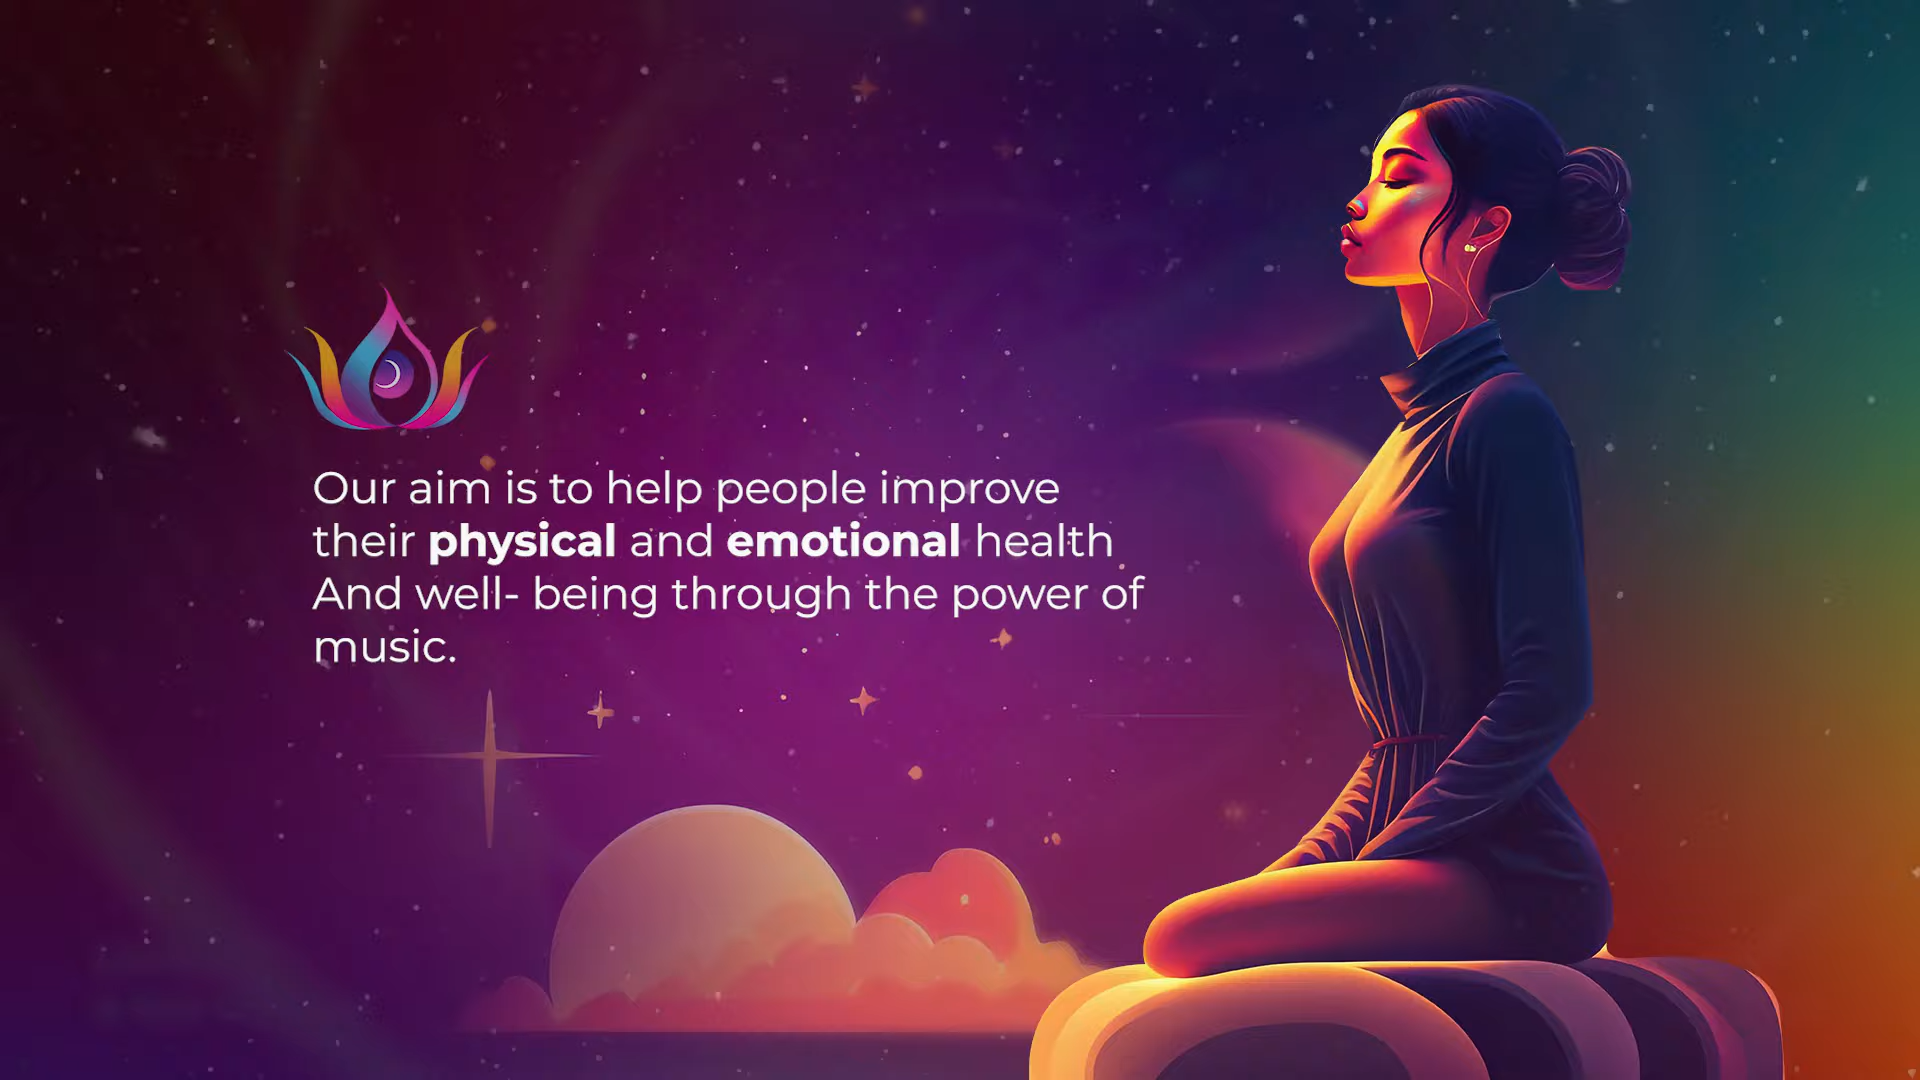 Our aim is to help people improve
their physical and emotional health
And well- being through the power of
music.